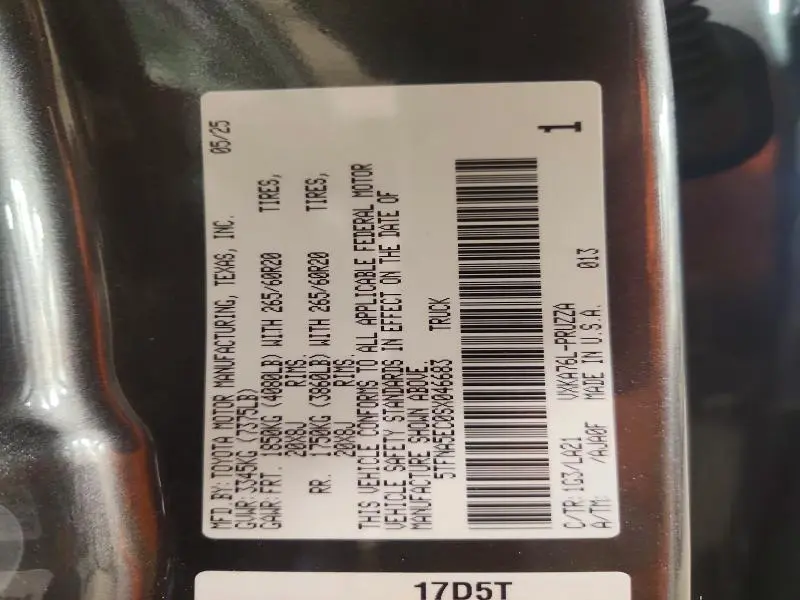 MFD. BY: TOYOTA MOTOR MANUFACTURING, TEXAS, INC. 05/25
GVWR: 3345KG (7375LB)
GAWR: FRT. 1850KG (4080LB) WITH 265/60R20 TIRES,
20X8J RIMS.
RR. 1750KG (3860LB) WITH 265/60R20 TIRES,
20X8J RIMS.
THIS VEHICLE CONFORMS TO ALL APPLICABLE FEDERAL MOTOR
VEHICLE SAFETY STANDARDS IN EFFECT ON THE DATE OF
MANUFACTURE SHOWN ABOVE.
5TFNA5EC0SX046683 TRUCK
1
C/TR: 1G3/LA21 VXKA76L-PRUZZA 013
A/TM: /AJA0F MADE IN U.S.A.
17D5T